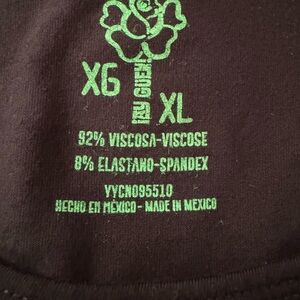 XG XL
92% VISCOSA-VISCOSE
8% ELASTANO-SPANDEX
VYCN095510
HECHO EN MÉXICO - MADE IN MEXICO